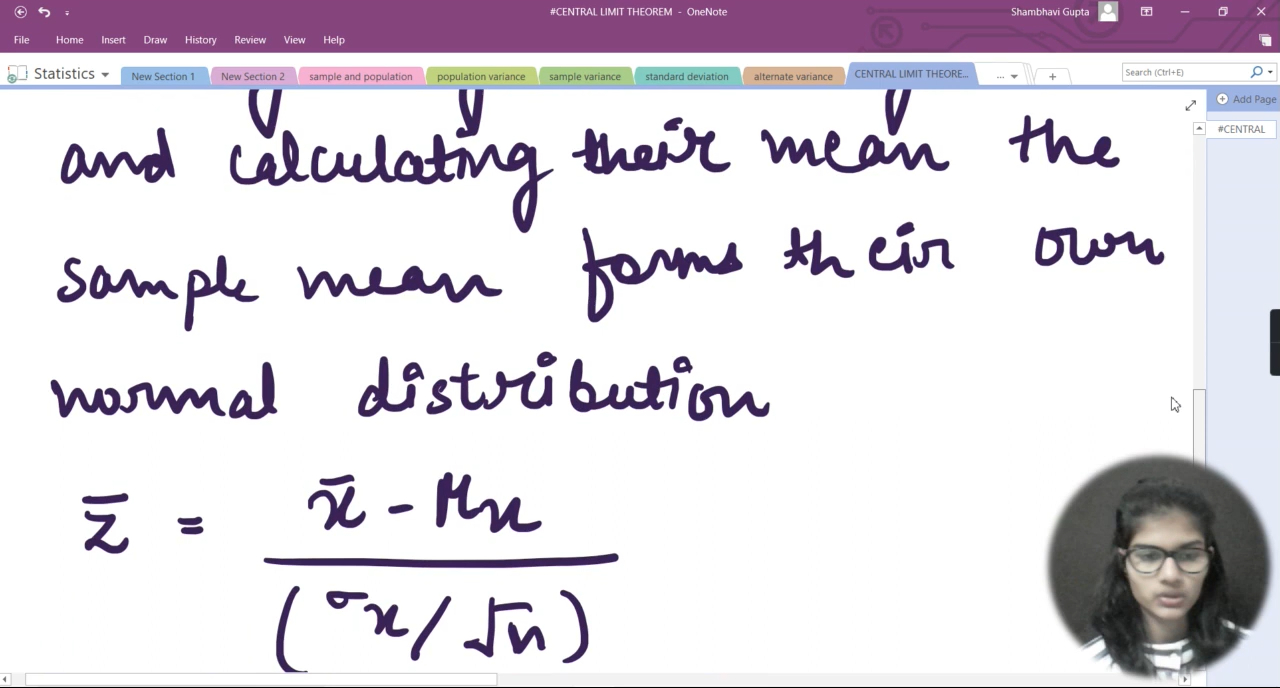 #CENTRAL LIMIT THEOREM - OneNote
Shambhavi Gupta
File Home Insert Draw History Review View Help
Statistics
New Section 1 New Section 2 sample and population population variance sample variance standard deviation alternate variance CENTRAL LIMIT THEORE... ... +
Search (Ctrl+E)
Add Page
#CENTRAL
and calculating their mean the
sample mean forms their own
normal distribution
z̄ = x̄ - μx
(σx/√n)